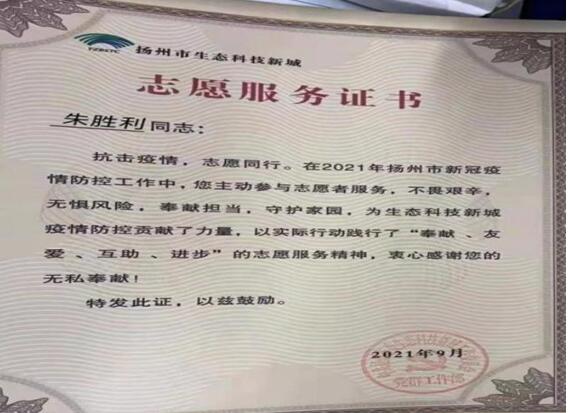 扬州市生态科技新城
志愿服务证书
朱胜利同志：
抗击疫情，志愿同行。在2021年扬州市新冠疫
情防控工作中，您主动参与志愿者服务，不畏艰辛，
无惧风险，奉献担当，守护家园，为生态科技新城
疫情防控贡献了力量，以实际行动践行了“奉献、友
爱、互助、进步”的志愿服务精神，衷心感谢您的
无私奉献！
特发此证，以兹鼓励。
2021年9月
党群工作部